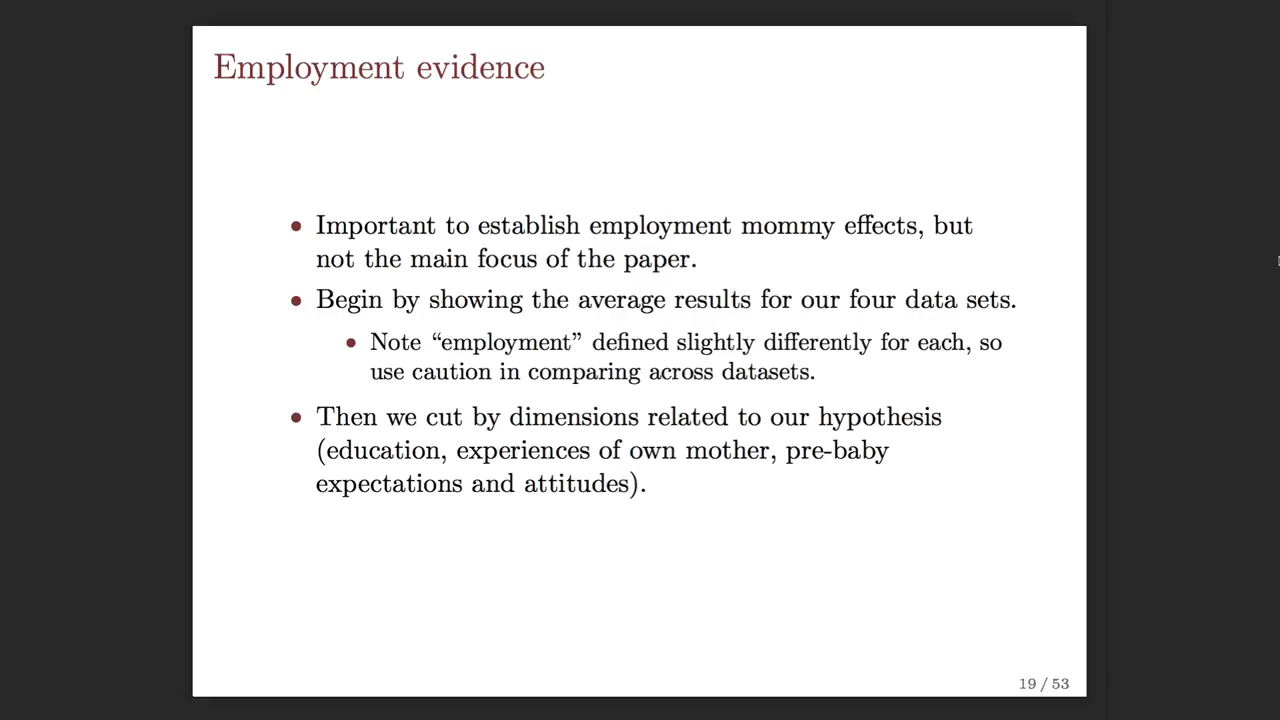 Employment evidence
• Important to establish employment mommy effects, but
not the main focus of the paper.
• Begin by showing the average results for our four data sets.
• Note “employment” defined slightly differently for each, so
use caution in comparing across datasets.
• Then we cut by dimensions related to our hypothesis
(education, experiences of own mother, pre-baby
expectations and attitudes).
19 / 53